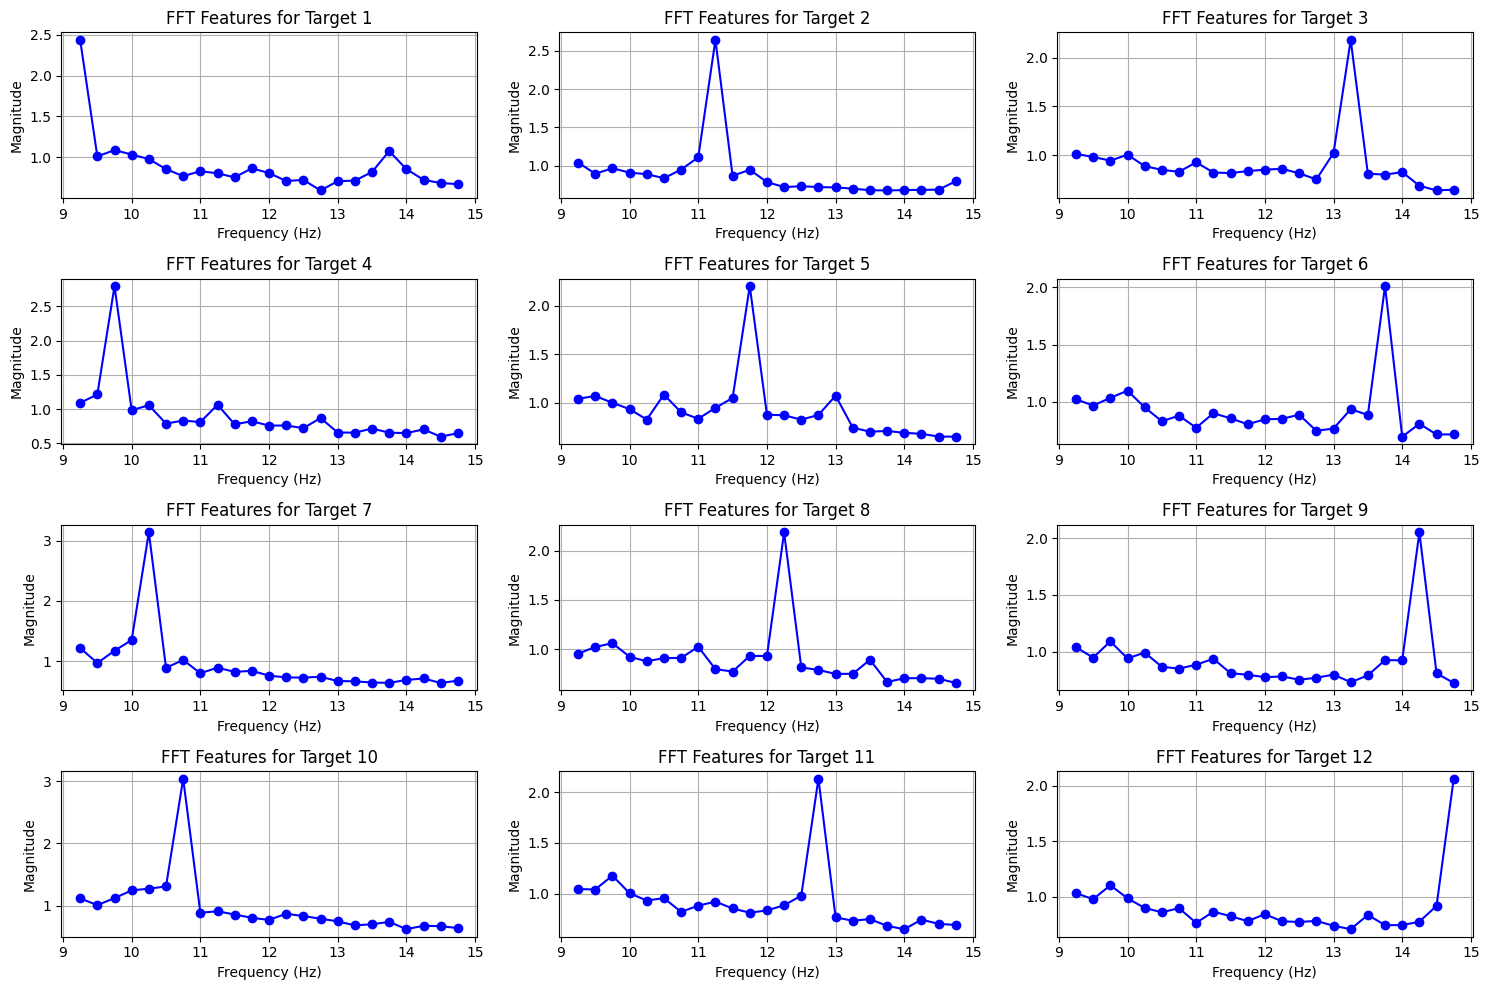 FFT Features for Target 1
Magnitude
2.5
2.0
1.5
1.0
9 10 11 12 13 14 15
Frequency (Hz)
FFT Features for Target 2
Magnitude
2.5
2.0
1.5
1.0
9 10 11 12 13 14 15
Frequency (Hz)
FFT Features for Target 3
Magnitude
2.0
1.5
1.0
9 10 11 12 13 14 15
Frequency (Hz)
FFT Features for Target 4
Magnitude
2.5
2.0
1.5
1.0
0.5
9 10 11 12 13 14 15
Frequency (Hz)
FFT Features for Target 5
Magnitude
2.0
1.5
1.0
9 10 11 12 13 14 15
Frequency (Hz)
FFT Features for Target 6
Magnitude
2.0
1.5
1.0
9 10 11 12 13 14 15
Frequency (Hz)
FFT Features for Target 7
Magnitude
3
2
1
9 10 11 12 13 14 15
Frequency (Hz)
FFT Features for Target 8
Magnitude
2.0
1.5
1.0
9 10 11 12 13 14 15
Frequency (Hz)
FFT Features for Target 9
Magnitude
2.0
1.5
1.0
9 10 11 12 13 14 15
Frequency (Hz)
FFT Features for Target 10
Magnitude
3
2
1
9 10 11 12 13 14 15
Frequency (Hz)
FFT Features for Target 11
Magnitude
2.0
1.5
1.0
9 10 11 12 13 14 15
Frequency (Hz)
FFT Features for Target 12
Magnitude
2.0
1.5
1.0
9 10 11 12 13 14 15
Frequency (Hz)